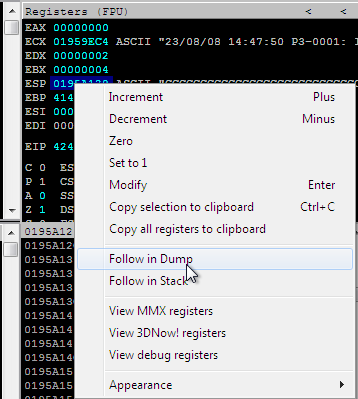 Registers (FPU) < <
EAX 00000000
ECX 01959EC4 ASCII "23/08/08 14:47:50 P3-0001:
EDX 00000002
EBX 00000004
ESP 0195A120 ASCII
EBP 414
ESI 000
EDI 000
EIP 424
C 0 ES
P 1 CS
A 0 SS
Z 1 DS
Increment Plus
Decrement Minus
Zero
Set to 1
Modify Enter
Copy selection to clipboard Ctrl+C
Copy all registers to clipboard
Follow in Dump
Follow in Stack
View MMX registers
View 3DNow! registers
View debug registers
Appearance
0195A120
0195A12
0195A12
0195A12
0195A13
0195A13
0195A13
0195A13
0195A14
0195A14
0195A14
0195A14
0195A15
0195A15
0195A15